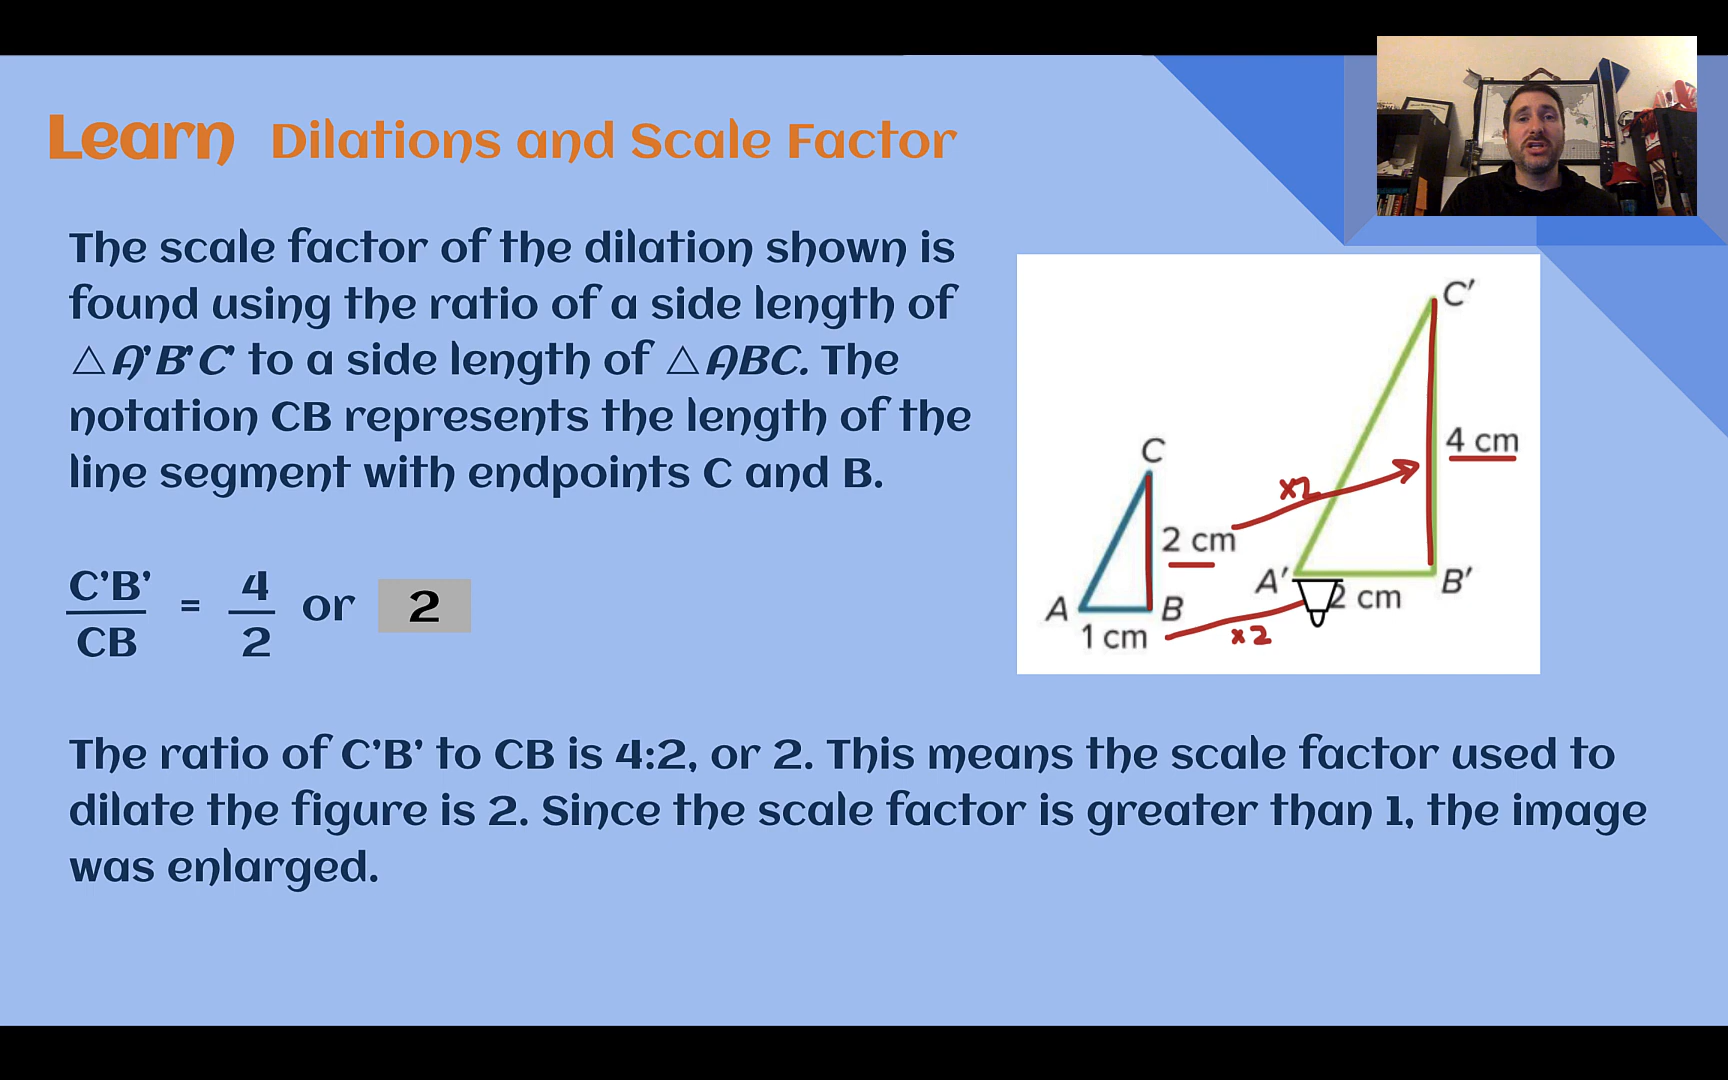 Learn Dilations and Scale Factor
The scale factor of the dilation shown is
found using the ratio of a side length of
△A'B'C' to a side length of △ABC. The
notation CB represents the length of the
line segment with endpoints C and B.
C'B'
CB
=
4
2
or 2
C'
4 cm
C
x2
2 cm
A'
B'
2 cm
A
B
1 cm
x2
The ratio of C'B' to CB is 4:2, or 2. This means the scale factor used to
dilate the figure is 2. Since the scale factor is greater than 1, the image
was enlarged.